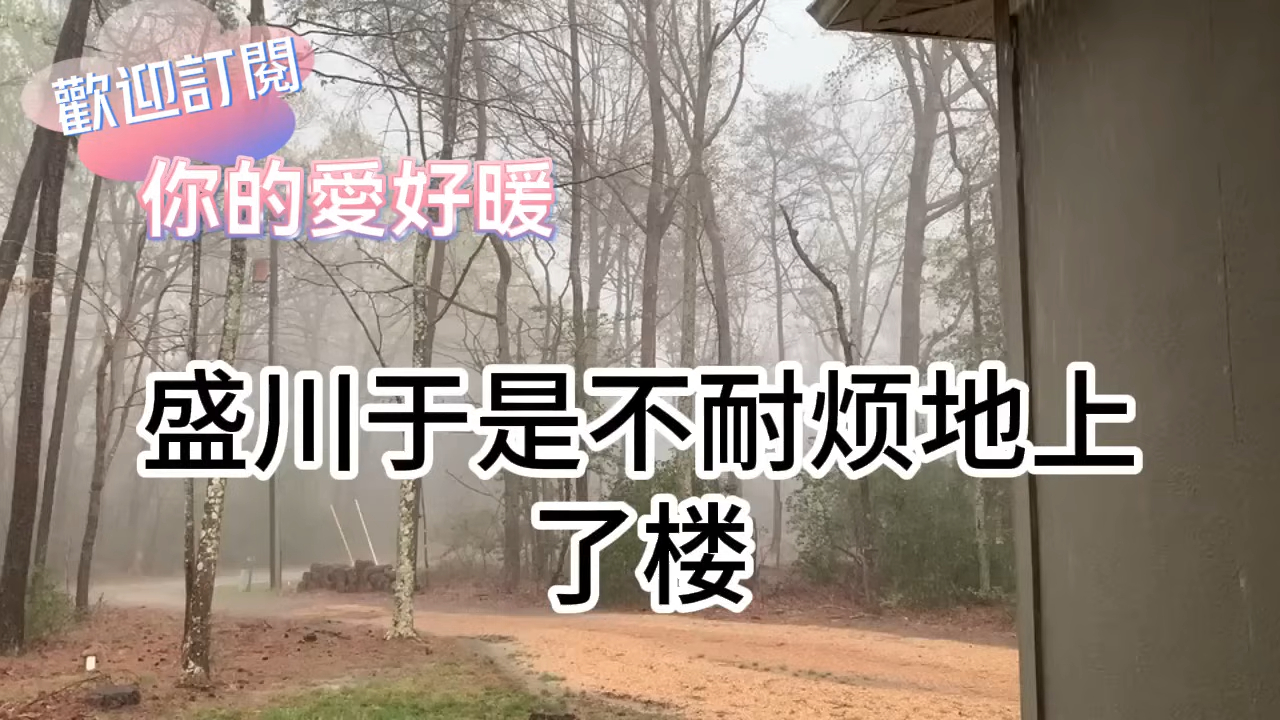 歡迎訂閱
你的愛好暖
盛川于是不耐烦地上
了楼